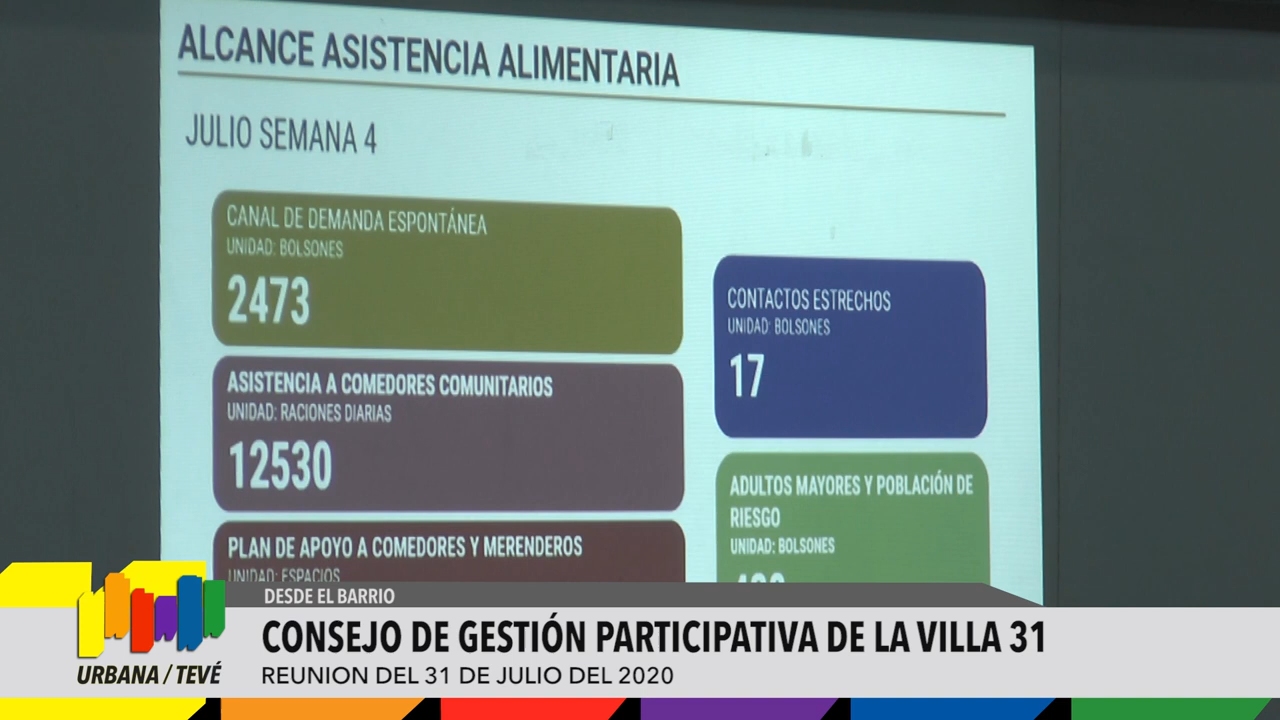 ALCANCE ASISTENCIA ALIMENTARIA
JULIO SEMANA 4
CANAL DE DEMANDA ESPONTÁNEA
UNIDAD: BOLSONES
2473
ASISTENCIA A COMEDORES COMUNITARIOS
UNIDAD: RACIONES DIARIAS
12530
PLAN DE APOYO A COMEDORES Y MERENDEROS
UNIDAD: ESPACIOS
CONTACTOS ESTRECHOS
UNIDAD: BOLSONES
17
ADULTOS MAYORES Y POBLACIÓN DE
RIESGO
UNIDAD: BOLSONES
DESDE EL BARRIO
CONSEJO DE GESTIÓN PARTICIPATIVA DE LA VILLA 31
REUNION DEL 31 DE JULIO DEL 2020
URBANA / TEVÉ